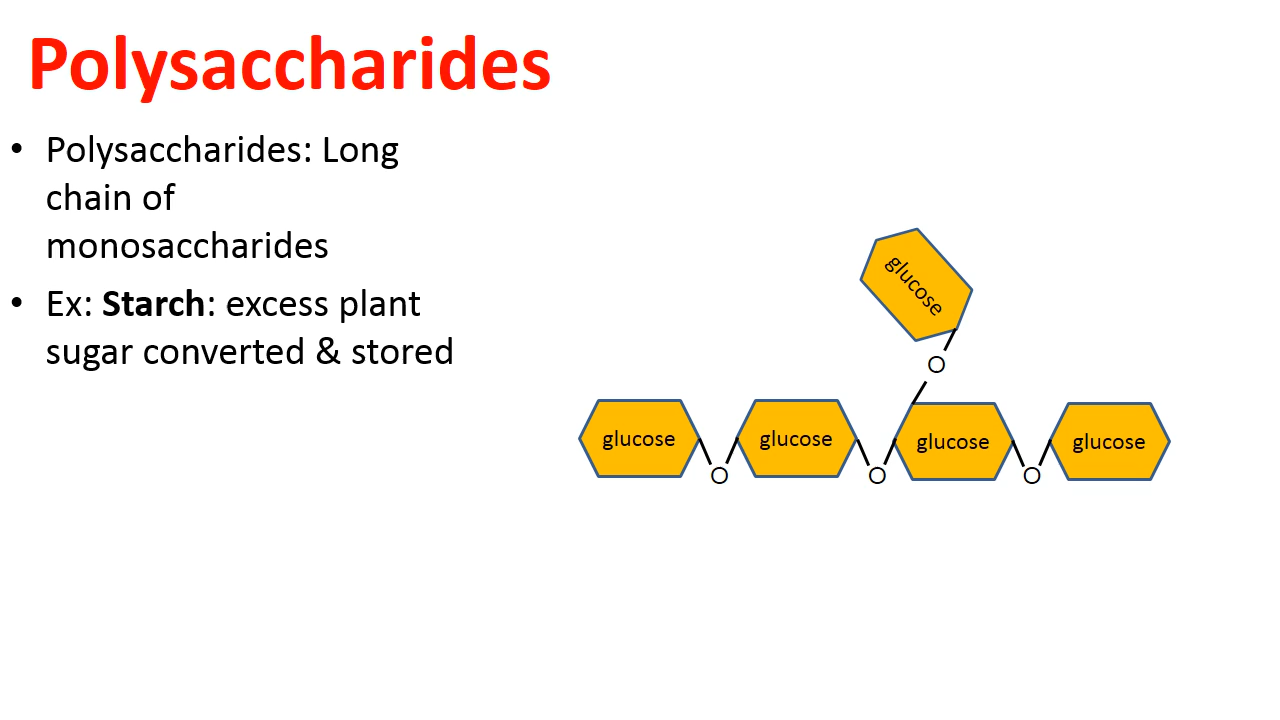 Polysaccharides
• Polysaccharides: Long
chain of
monosaccharides
• Ex: Starch: excess plant
sugar converted & stored
glucose
O
glucose
glucose
glucose
glucose
O
O
O